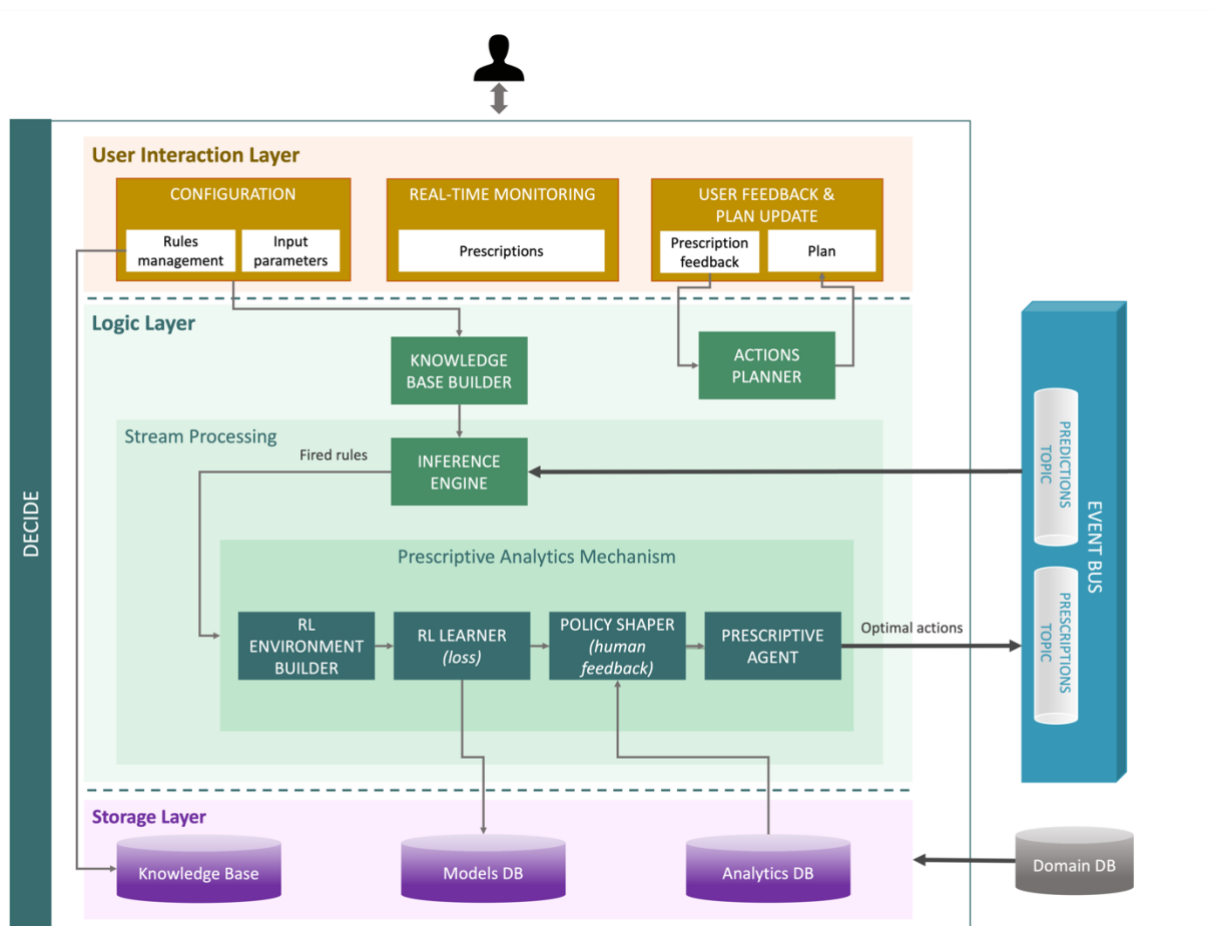 User Interaction Layer
CONFIGURATION
Rules
management
Input
parameters
REAL-TIME MONITORING
Prescriptions
USER FEEDBACK &
PLAN UPDATE
Prescription
feedback
Plan
Logic Layer
KNOWLEDGE
BASE BUILDER
ACTIONS
PLANNER
Stream Processing
Fired rules
INFERENCE
ENGINE
Prescriptive Analytics Mechanism
RL
ENVIRONMENT
BUILDER
RL LEARNER
(loss)
POLICY SHAPER
(human
feedback)
PRESCRIPTIVE
AGENT
Optimal actions
DECIDE
PREDICTIONS
TOPIC
PRESCRIPTIONS
TOPIC
EVENT BUS
Storage Layer
Knowledge Base
Models DB
Analytics DB
Domain DB